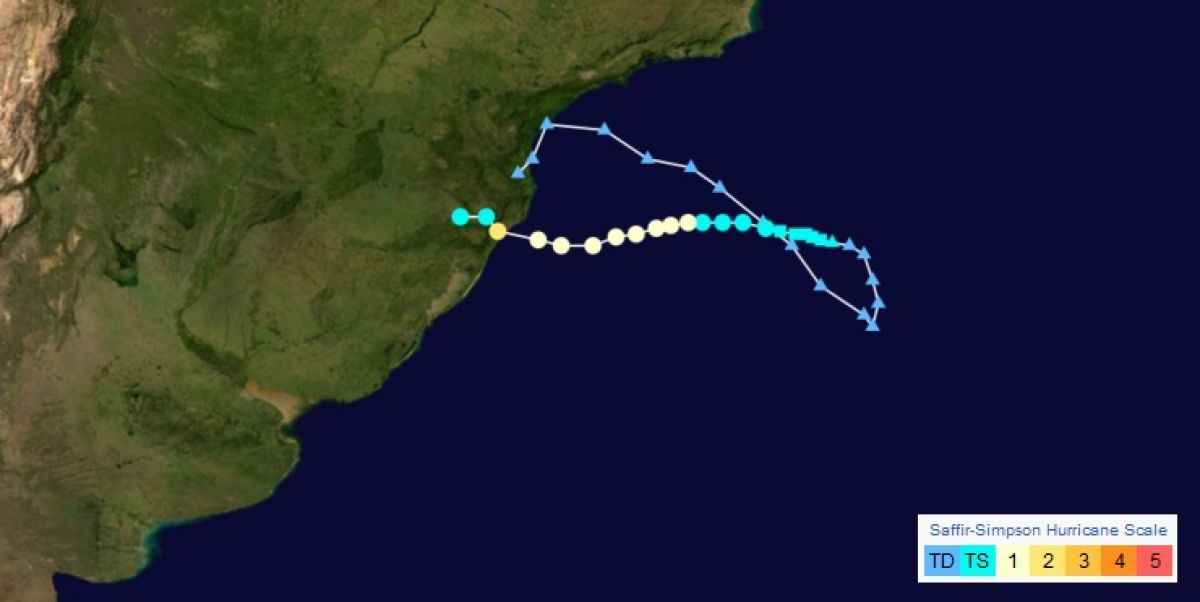 Saffir-Simpson Hurricane Scale
TD TS 1 2 3 4 5